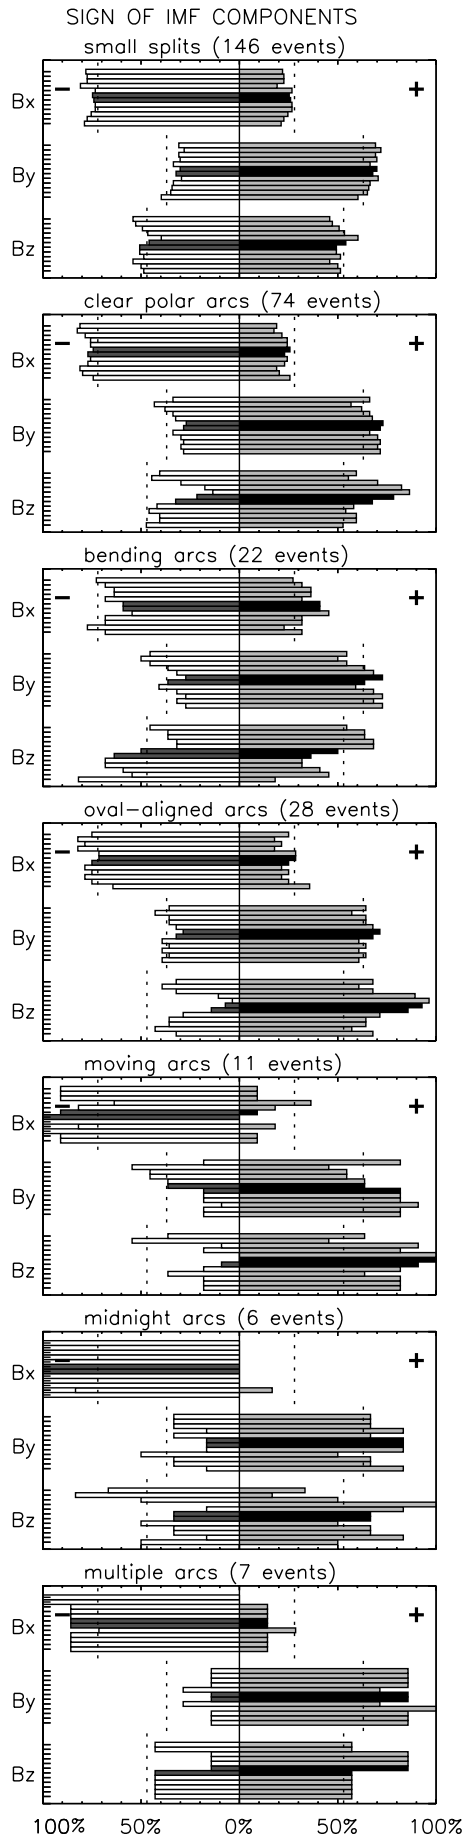 SIGN OF IMF COMPONENTS
small splits (146 events)
− +
Bx
By
Bz
clear polar arcs (74 events)
− +
Bx
By
Bz
bending arcs (22 events)
− +
Bx
By
Bz
oval−aligned arcs (28 events)
− +
Bx
By
Bz
moving arcs (11 events)
− +
Bx
By
Bz
midnight arcs (6 events)
− +
Bx
By
Bz
multiple arcs (7 events)
− +
Bx
By
Bz
100% 50% 0% 50% 100%